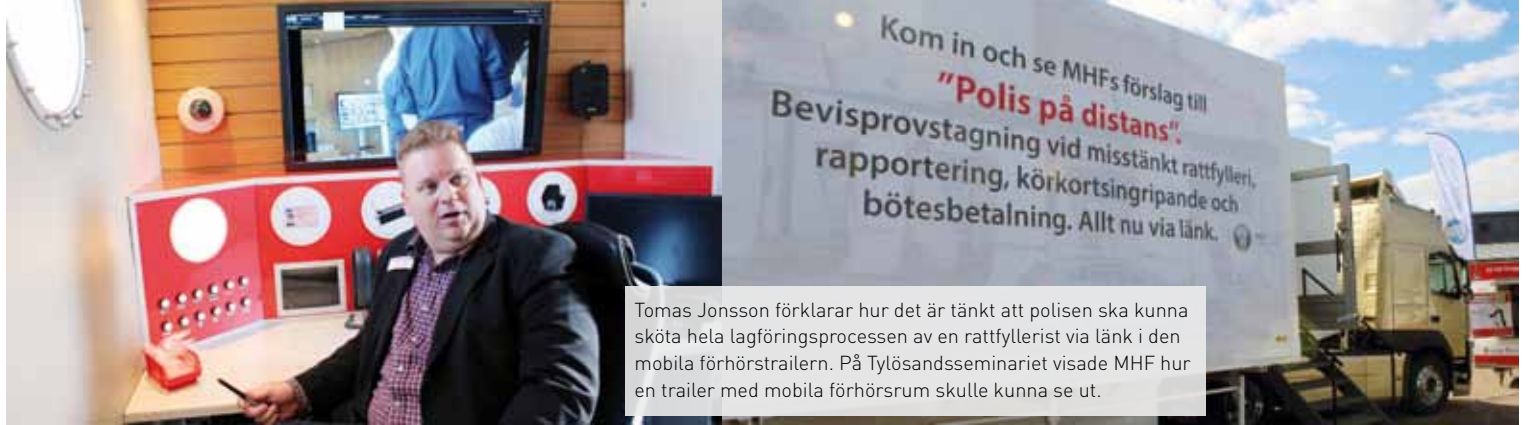 Kom in och se MHFs förslag till
"Polis på distans".
Bevisprovstagning vid misstänkt rattfylleri,
rapportering, körkortsingripande och
bötesbetalning. Allt nu via länk.
Tomas Jonsson förklarar hur det är tänkt att polisen ska kunna
sköta hela lagföringsprocessen av en rattfyllerist via länk i den
mobila förhörstrailern. På Tylösandsseminariet visade MHF hur
en trailer med mobila förhörsrum skulle kunna se ut.